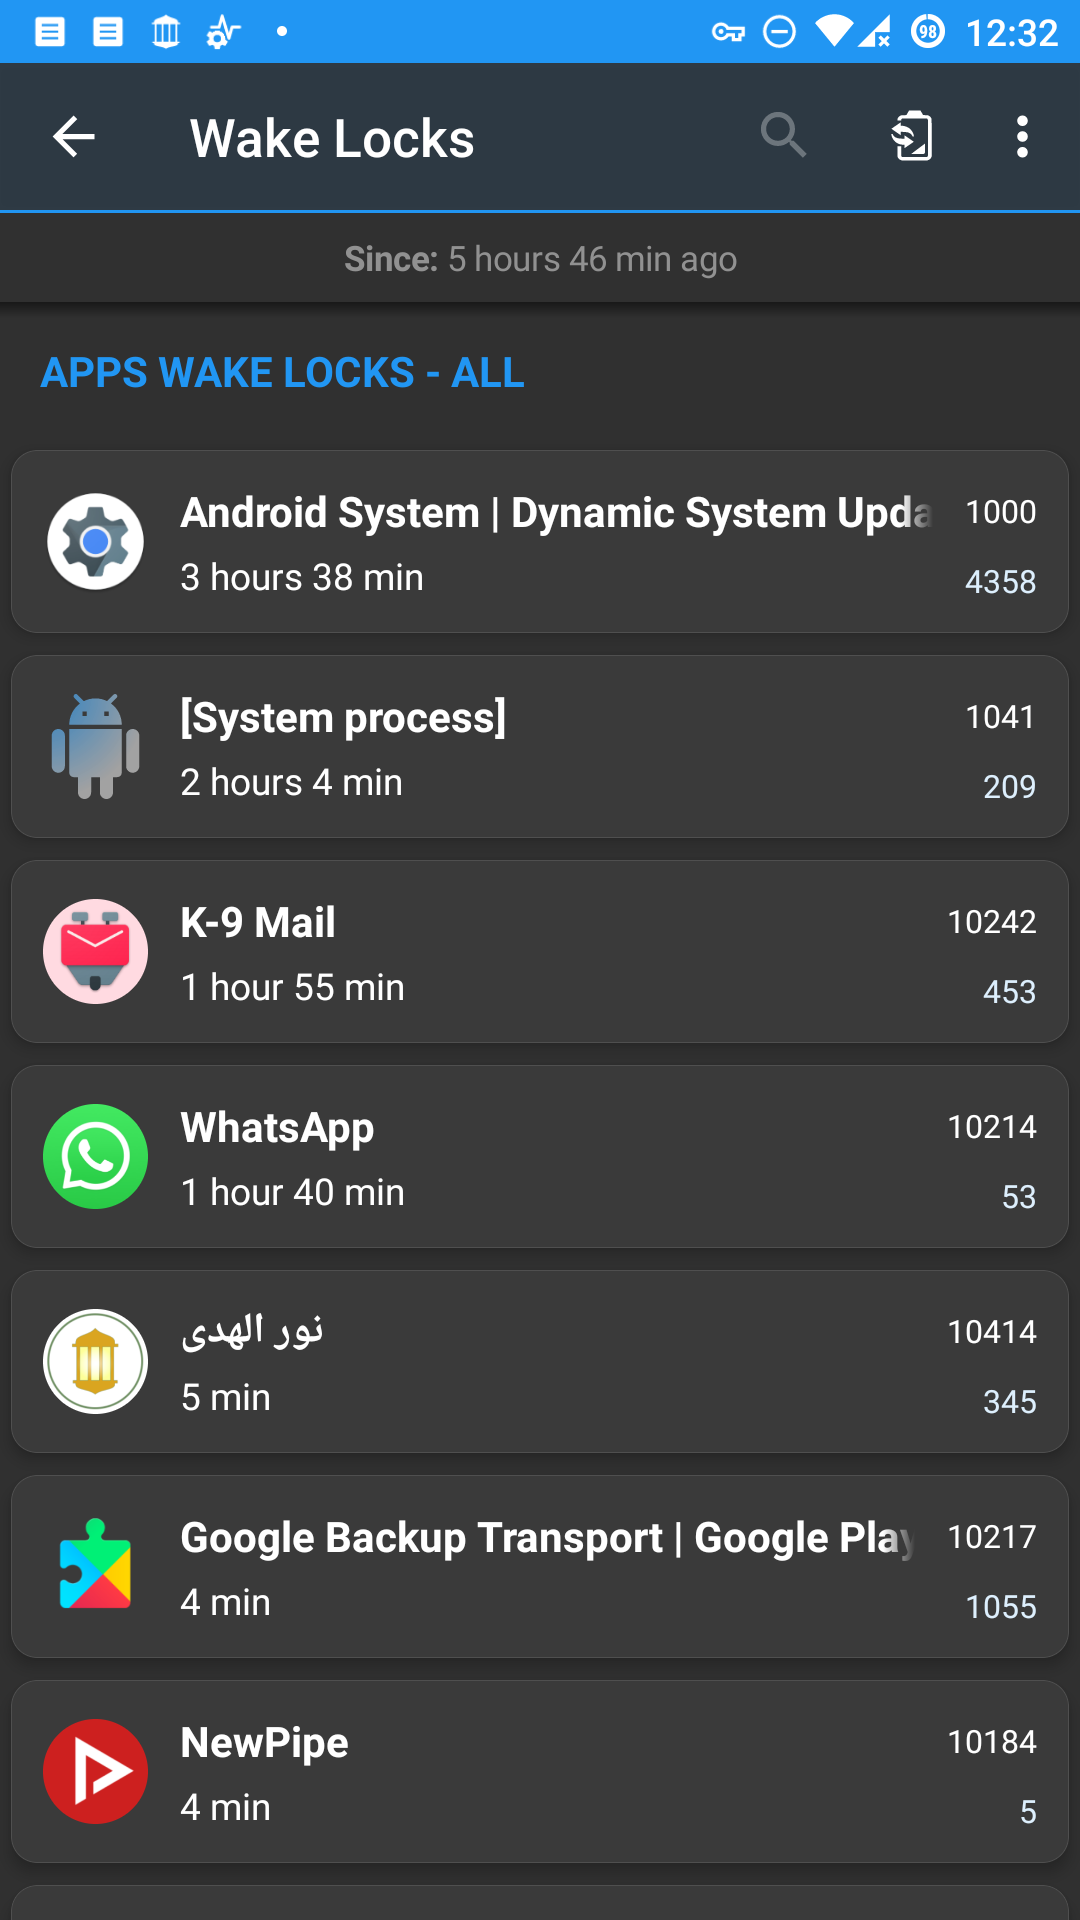 98 12:32
Wake Locks
Since: 5 hours 46 min ago
APPS WAKE LOCKS - ALL
Android System | Dynamic System Upda 1000
3 hours 38 min 4358
[System process] 1041
2 hours 4 min 209
K-9 Mail 10242
1 hour 55 min 453
WhatsApp 10214
1 hour 40 min 53
نور الهدى 10414
5 min 345
Google Backup Transport | Google Play 10217
4 min 1055
NewPipe 10184
4 min 5